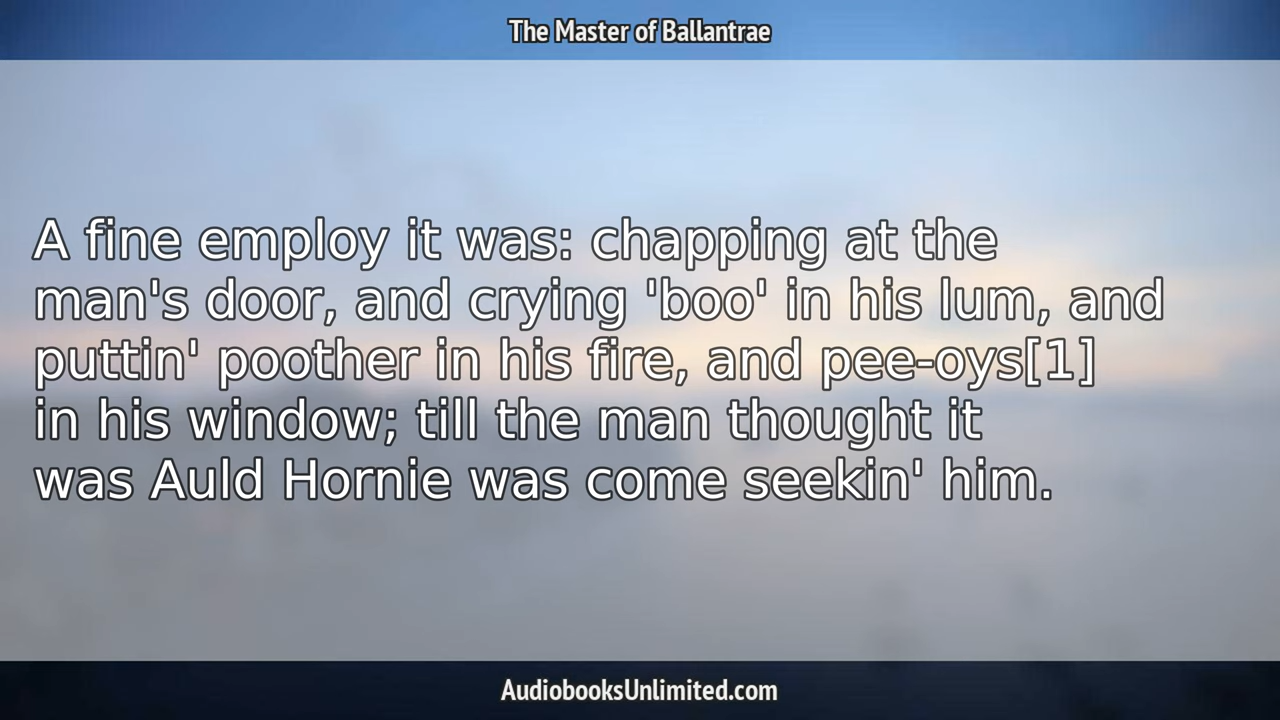 The Master of Ballantrae
A fine employ it was: chapping at the
man's door, and crying 'boo' in his lum, and
puttin' poother in his fire, and pee-oys[1]
in his window; till the man thought it
was Auld Hornie was come seekin' him.
AudiobooksUnlimited.com